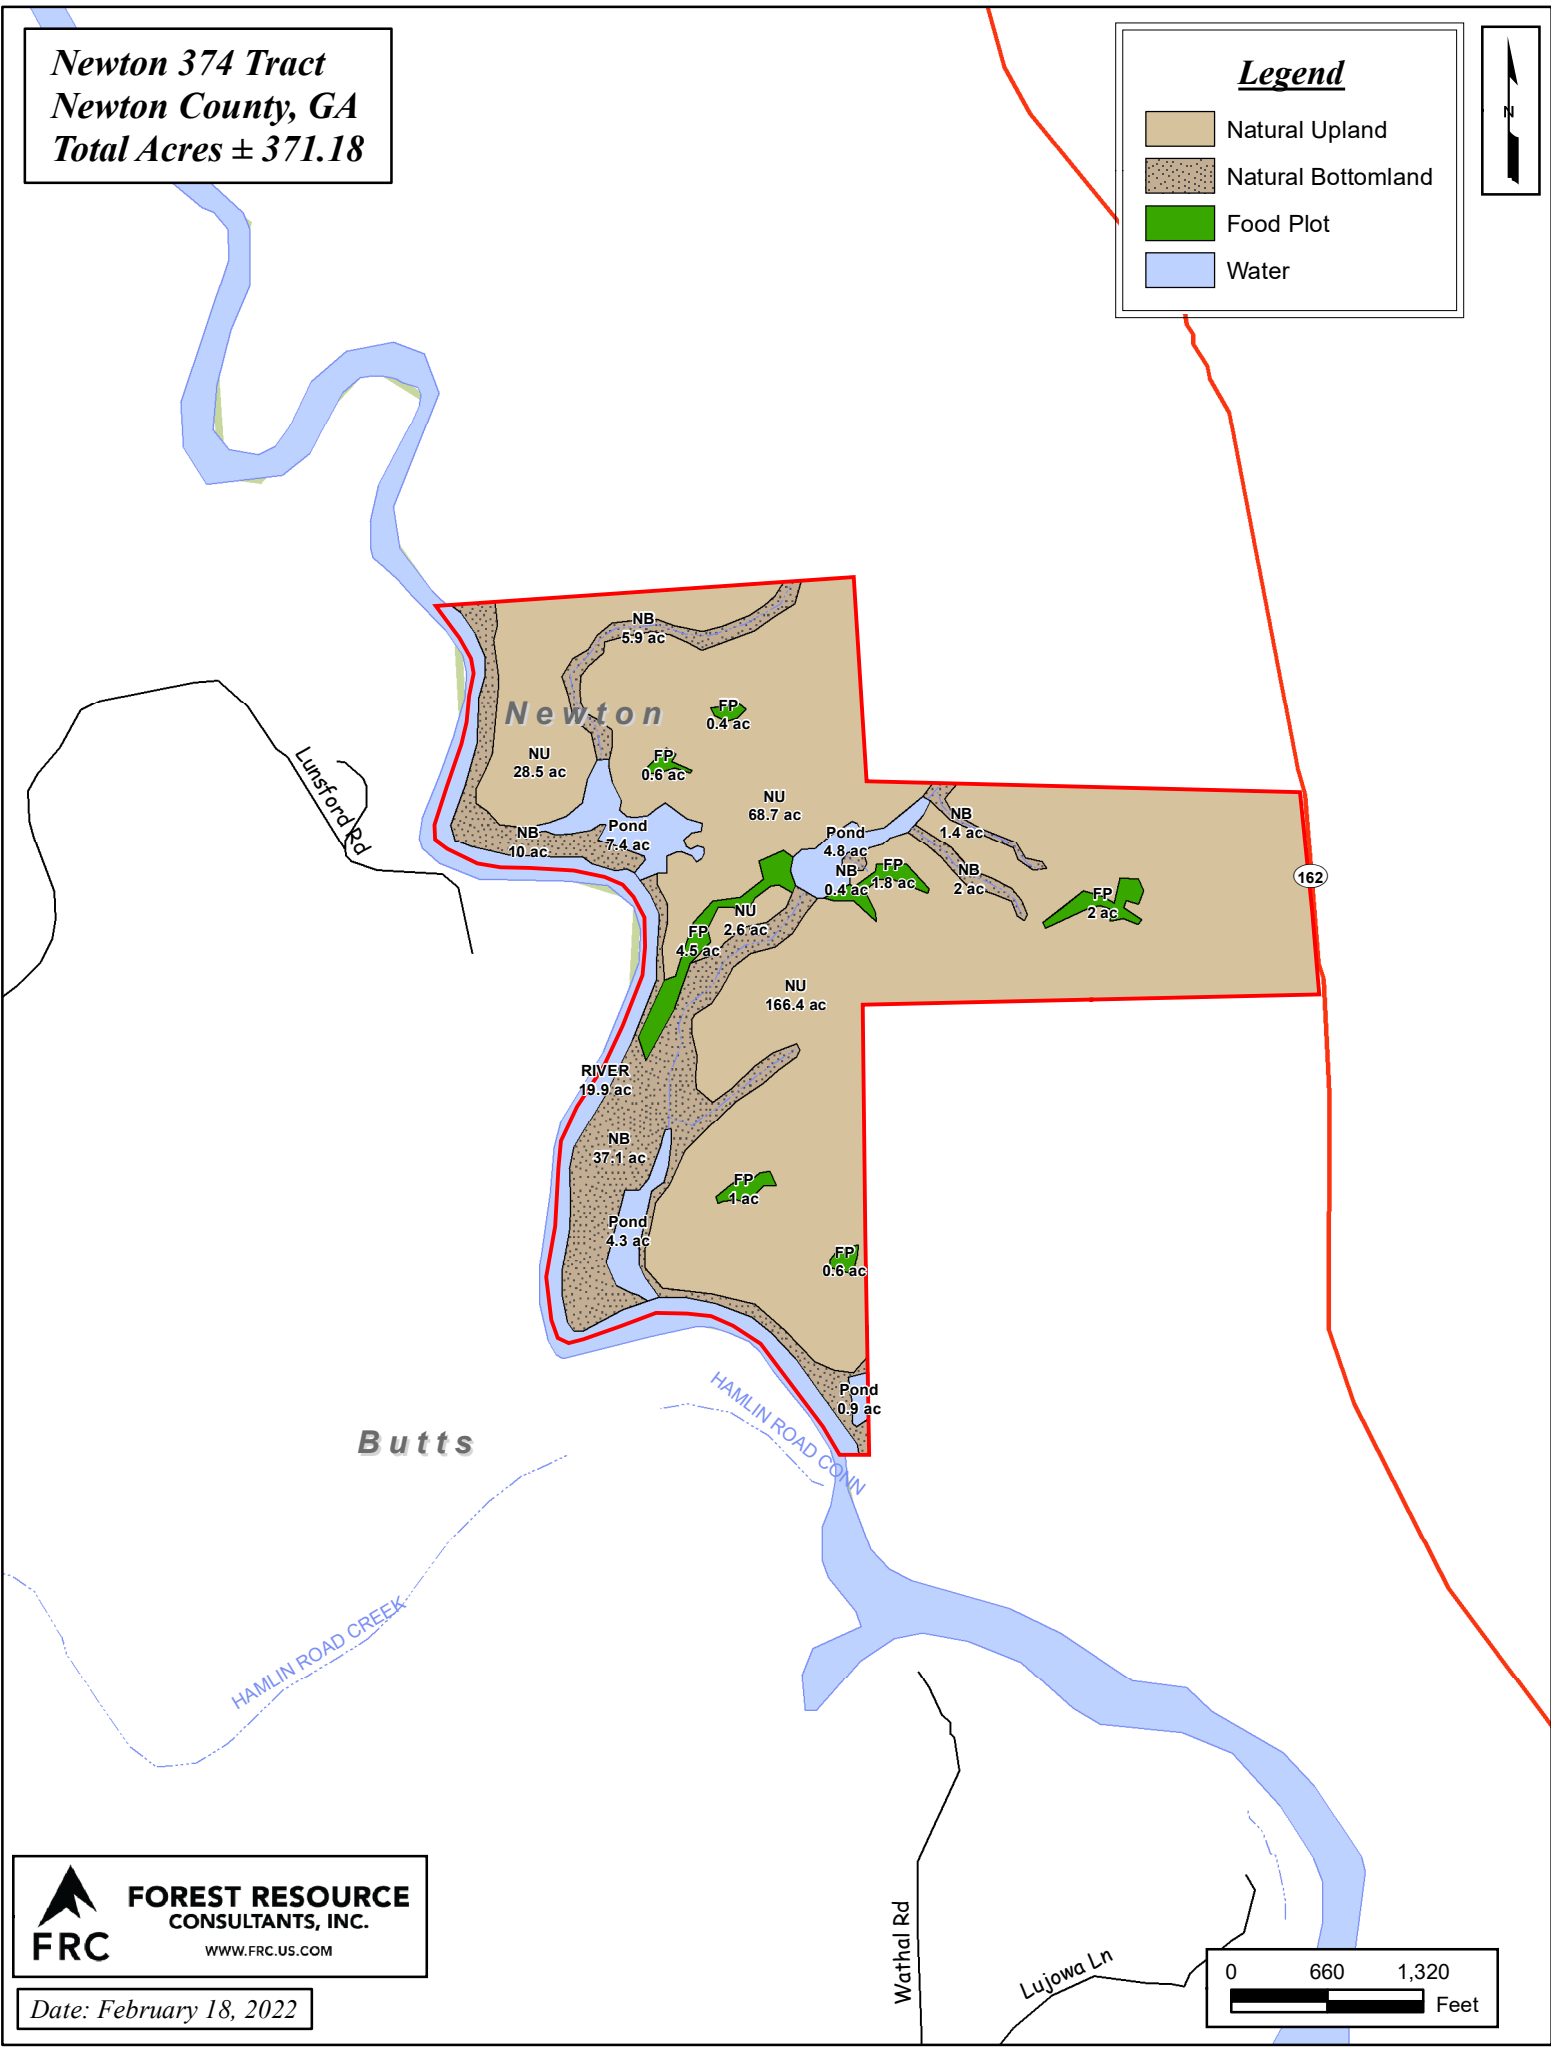 Newton 374 Tract
Newton County, GA
Total Acres ± 371.18
Legend
Natural Upland
Natural Bottomland
Food Plot
Water
N
NB
5.9 ac
Newton
FP
0.4 ac
NU
28.5 ac
FP
0.6 ac
NU
68.7 ac
Lunsford Rd
NB
10 ac
Pond
7.4 ac
Pond
4.8 ac
NB
1.4 ac
NB
0.4 ac
FP
1.8 ac
NB
2 ac
162
FP
2 ac
NU
2.6 ac
FP
4.5 ac
NU
166.4 ac
RIVER
19.9 ac
NB
37.1 ac
FP
1 ac
Pond
4.3 ac
FP
0.6 ac
Pond
0.9 ac
HAMLIN ROAD CONN
Butts
HAMLIN ROAD CREEK
FRC
FOREST RESOURCE
CONSULTANTS, INC.
WWW.FRC.US.COM
Date: February 18, 2022
Wathal Rd
Lujowa Ln
0 660 1,320
Feet